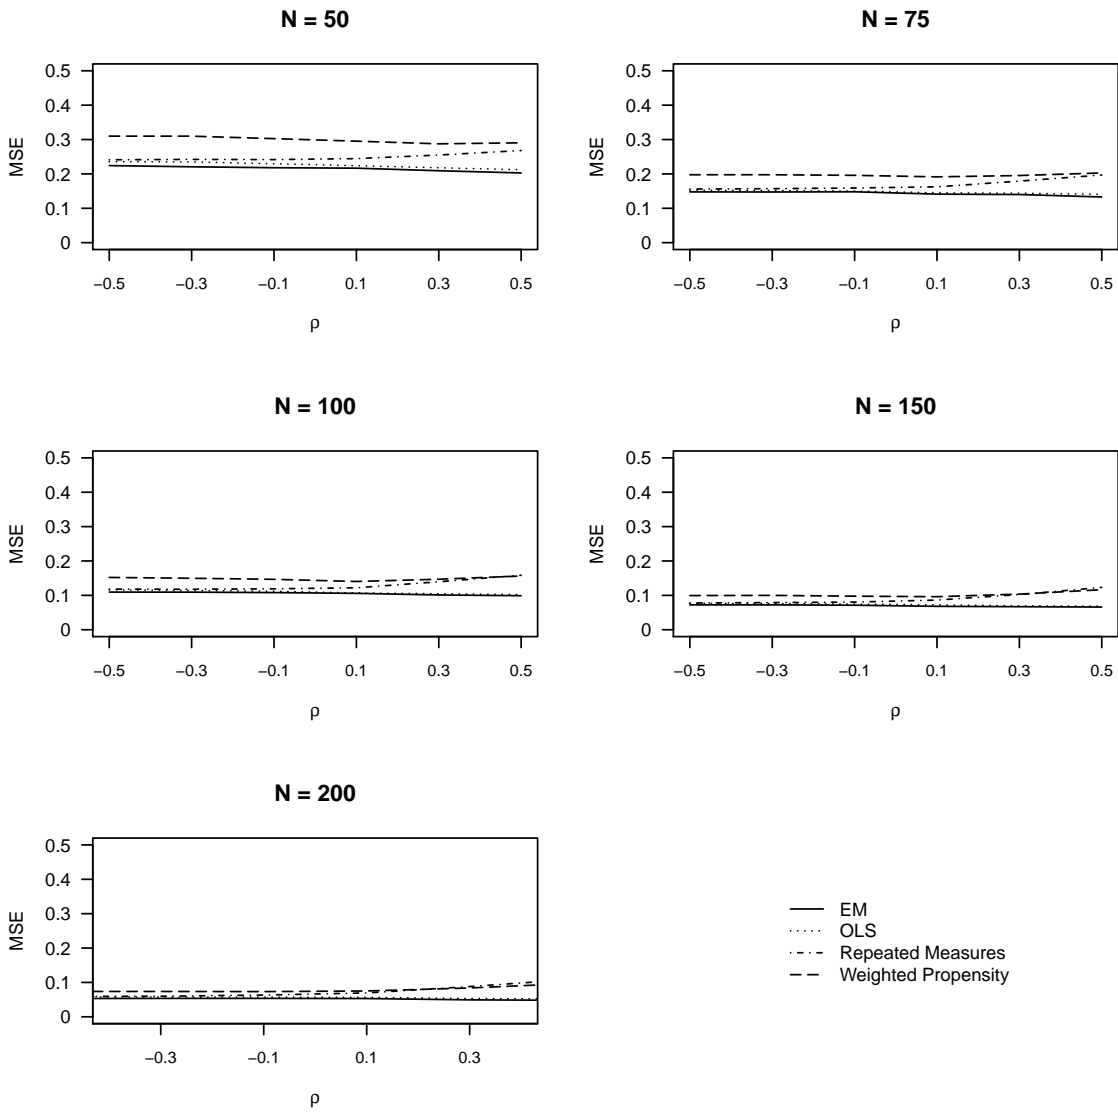 N = 50
N = 75
MSE
0.5
0.4
0.3
0.2
0.1
0
−0.5 −0.3 −0.1 0.1 0.3 0.5
ρ
MSE
0.5
0.4
0.3
0.2
0.1
0
−0.5 −0.3 −0.1 0.1 0.3 0.5
ρ
N = 100
N = 150
MSE
0.5
0.4
0.3
0.2
0.1
0
−0.5 −0.3 −0.1 0.1 0.3 0.5
ρ
MSE
0.5
0.4
0.3
0.2
0.1
0
−0.5 −0.3 −0.1 0.1 0.3 0.5
ρ
N = 200
MSE
0.5
0.4
0.3
0.2
0.1
0
−0.3 −0.1 0.1 0.3
ρ
EM
OLS
Repeated Measures
Weighted Propensity